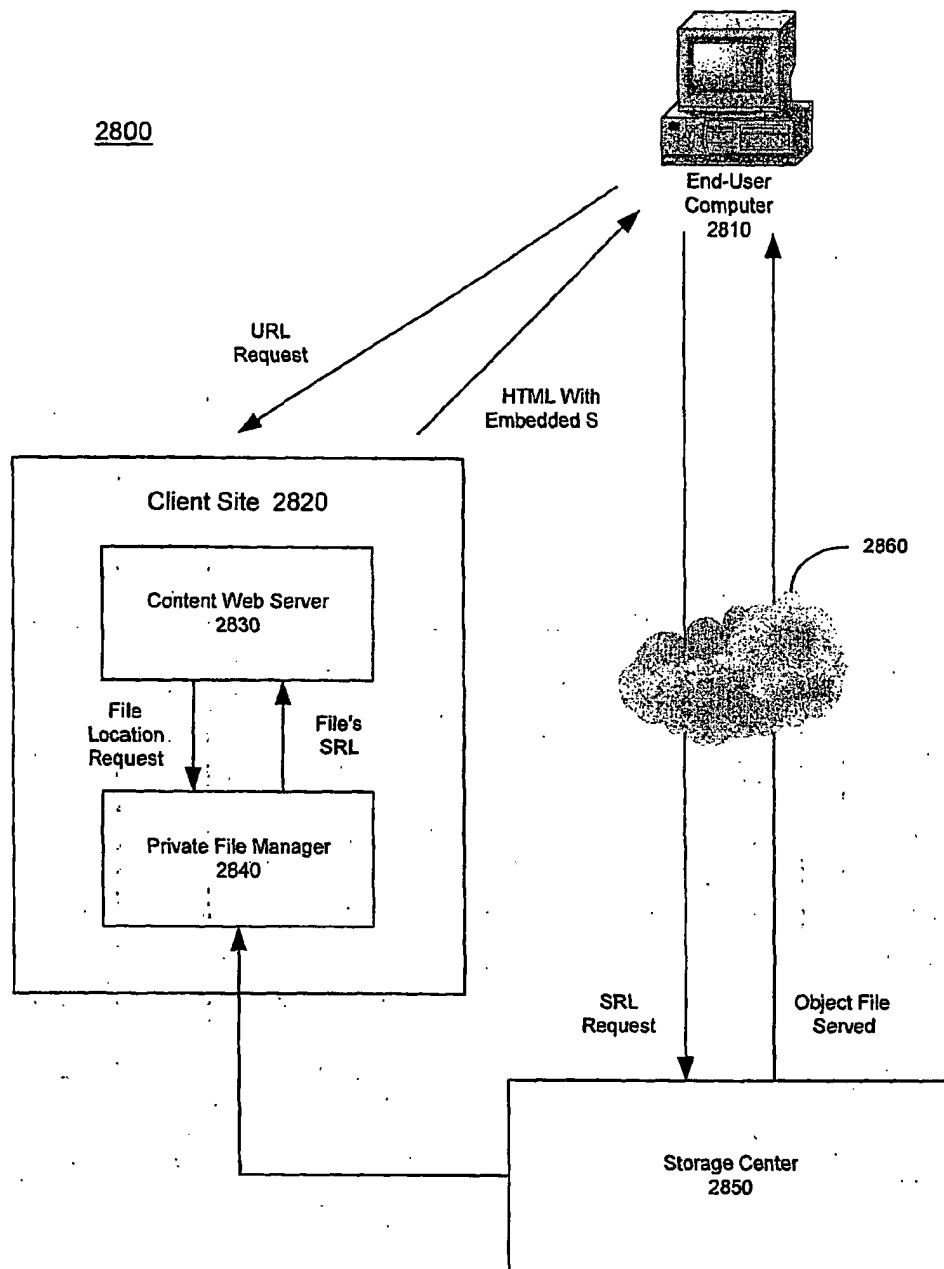 2800
End-User
Computer
2810
URL
Request
HTML With
Embedded S
Client Site 2820
Content Web Server
2830
2860
File
Location
Request
File's
SRL
Private File Manager
2840
SRL
Request
Object File
Served
Storage Center
2850